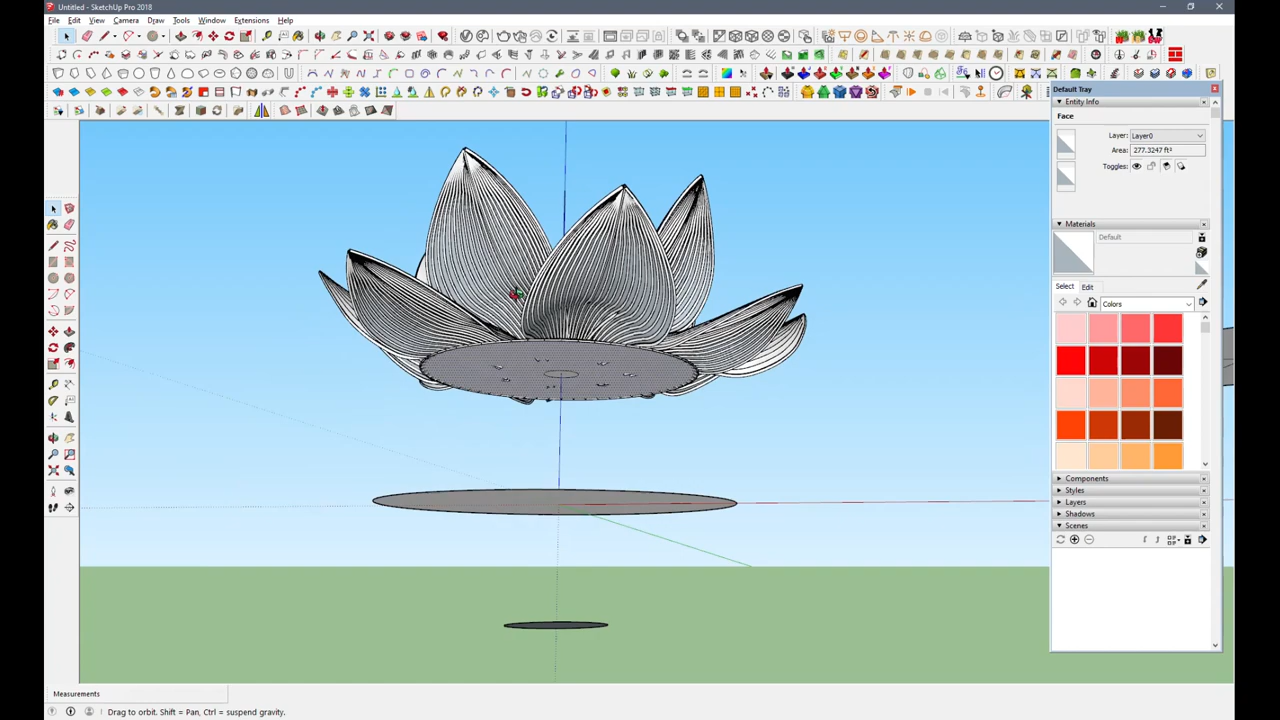 Untitled - SketchUp Pro 2018
File Edit View Camera Draw Tools Window Extensions Help
Default Tray
Entity Info
Face
Layer: Layer0
Area: 277.3247 ft²
Toggles:
Materials
Default
Select Edit
Colors
Components
Styles
Layers
Shadows
Scenes
Measurements
Drag to orbit. Shift = Pan, Ctrl = suspend gravity.